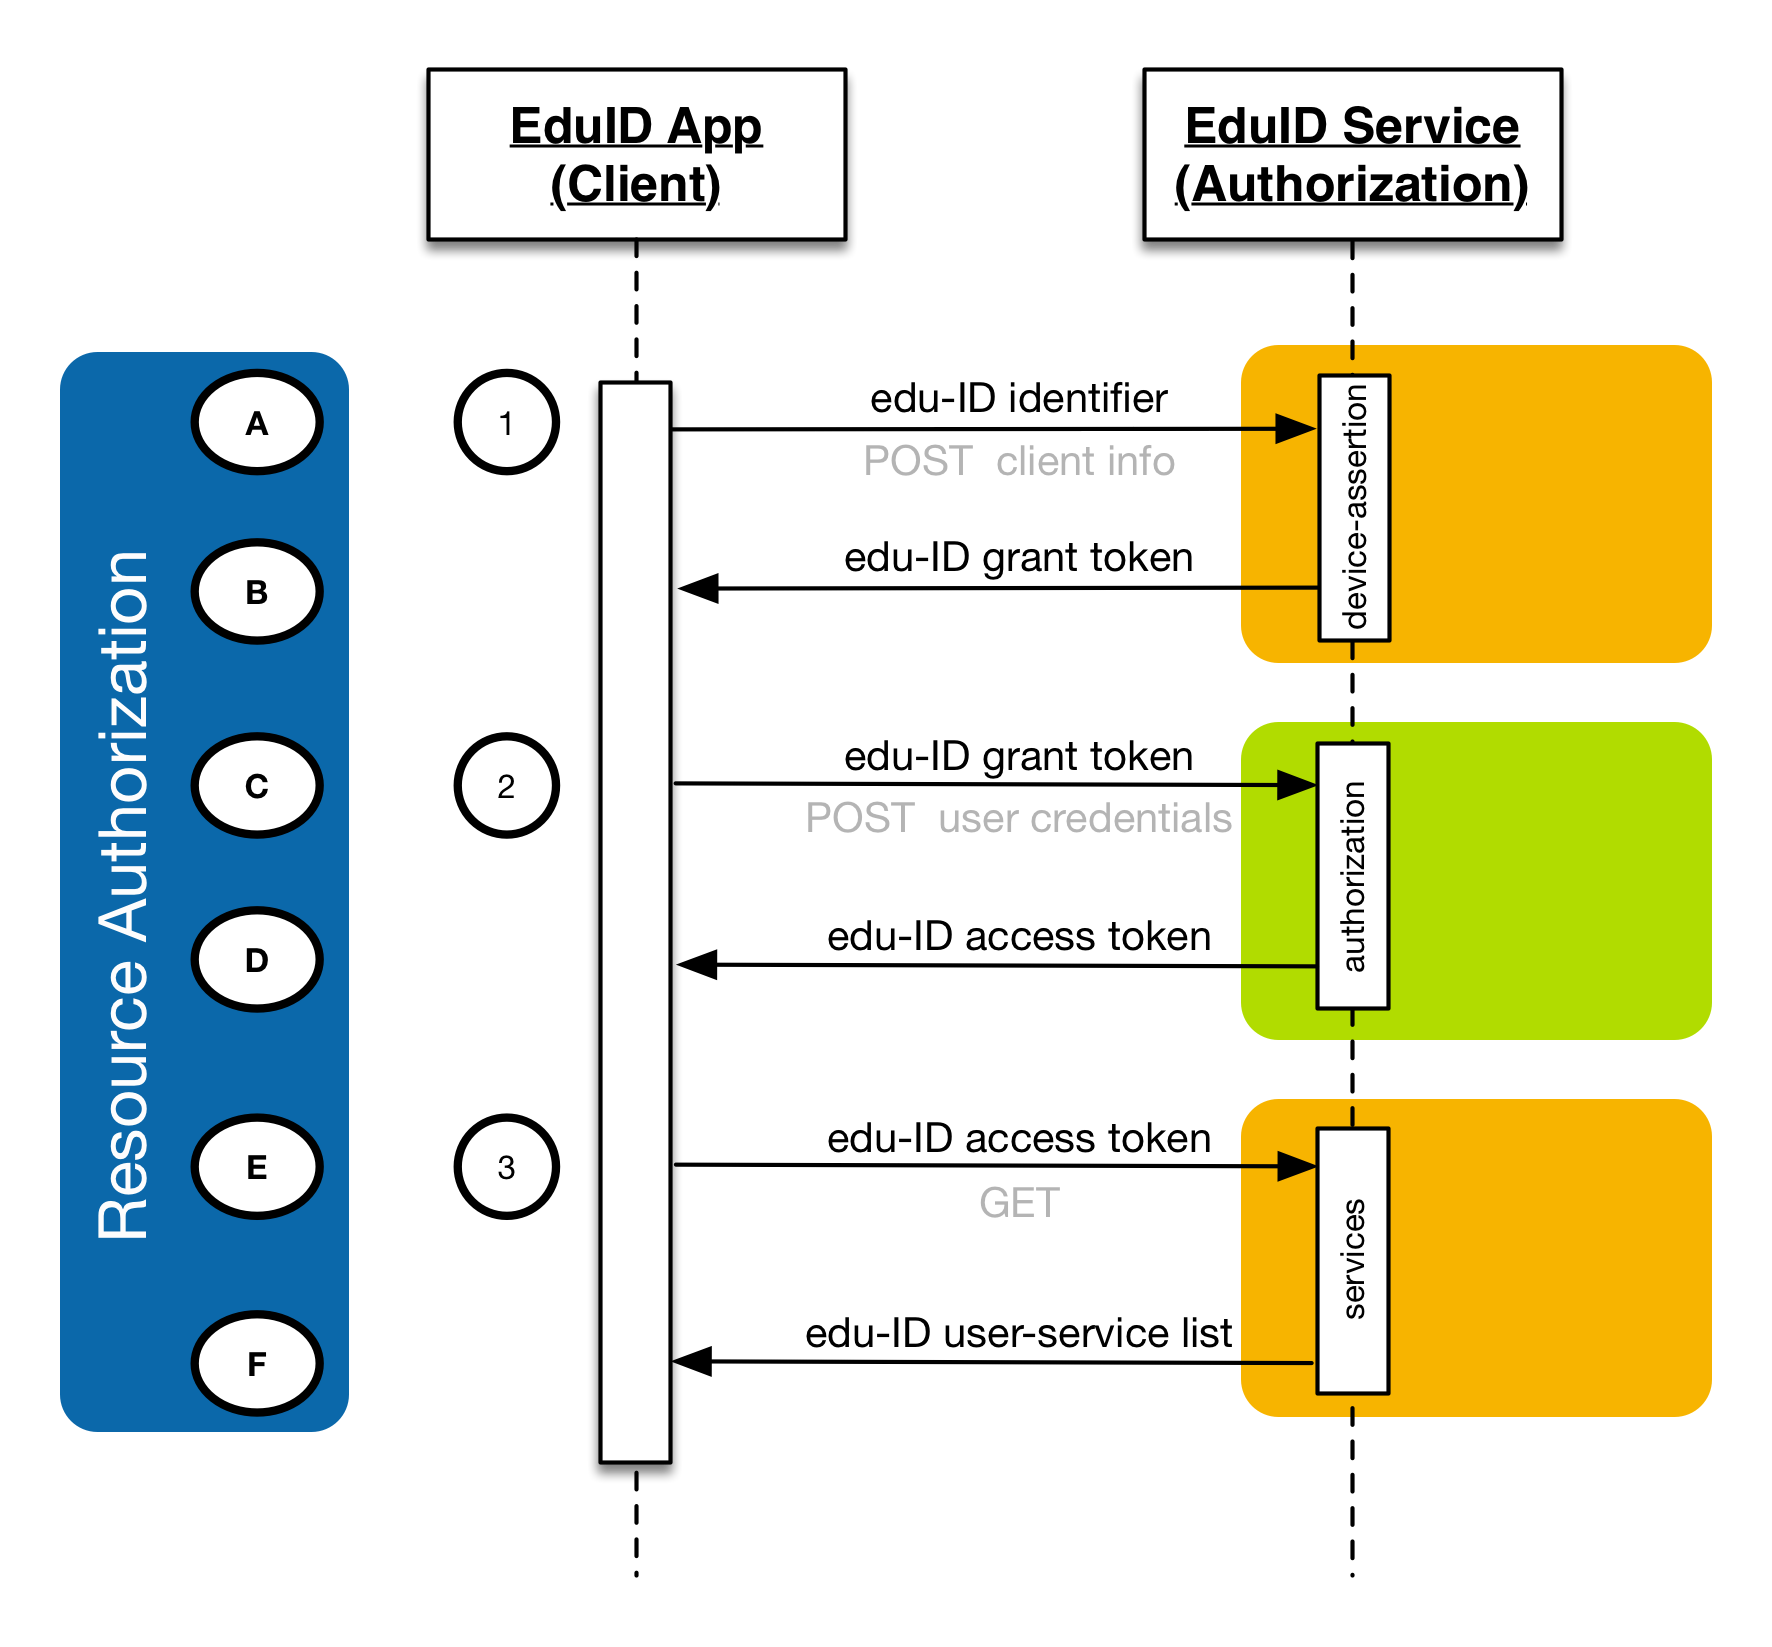 EduID App
(Client)
EduID Service
(Authorization)
Resource Authorization
A
1
edu-ID identifier
POST client info
device-assertion
B
edu-ID grant token
C
2
edu-ID grant token
POST user credentials
authorization
D
edu-ID access token
E
3
edu-ID access token
GET
services
F
edu-ID user-service list